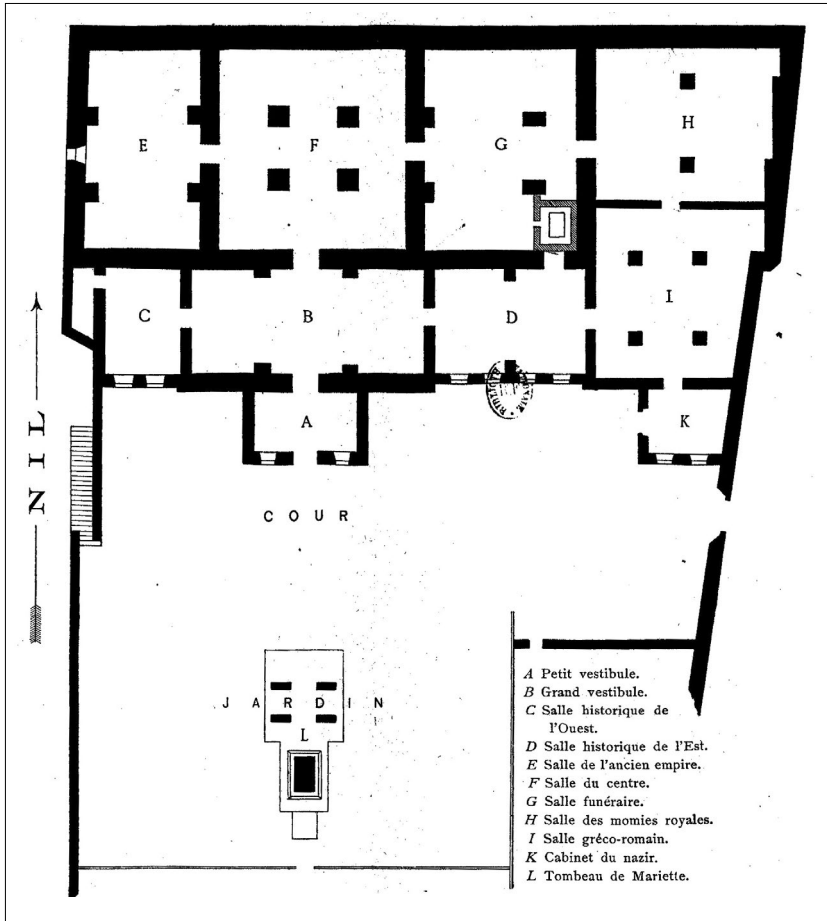 E
F
G
H
C
B
D
I
A
K
NIL
COUR
JARDIN
L
A Petit vestibule.
B Grand vestibule.
C Salle historique de
l'Ouest.
D Salle historique de l'Est.
E Salle de l'ancien empire.
F Salle du centre.
G Salle funéraire.
H Salle des momies royales.
I Salle gréco-romain.
K Cabinet du nazir.
L Tombeau de Mariette.